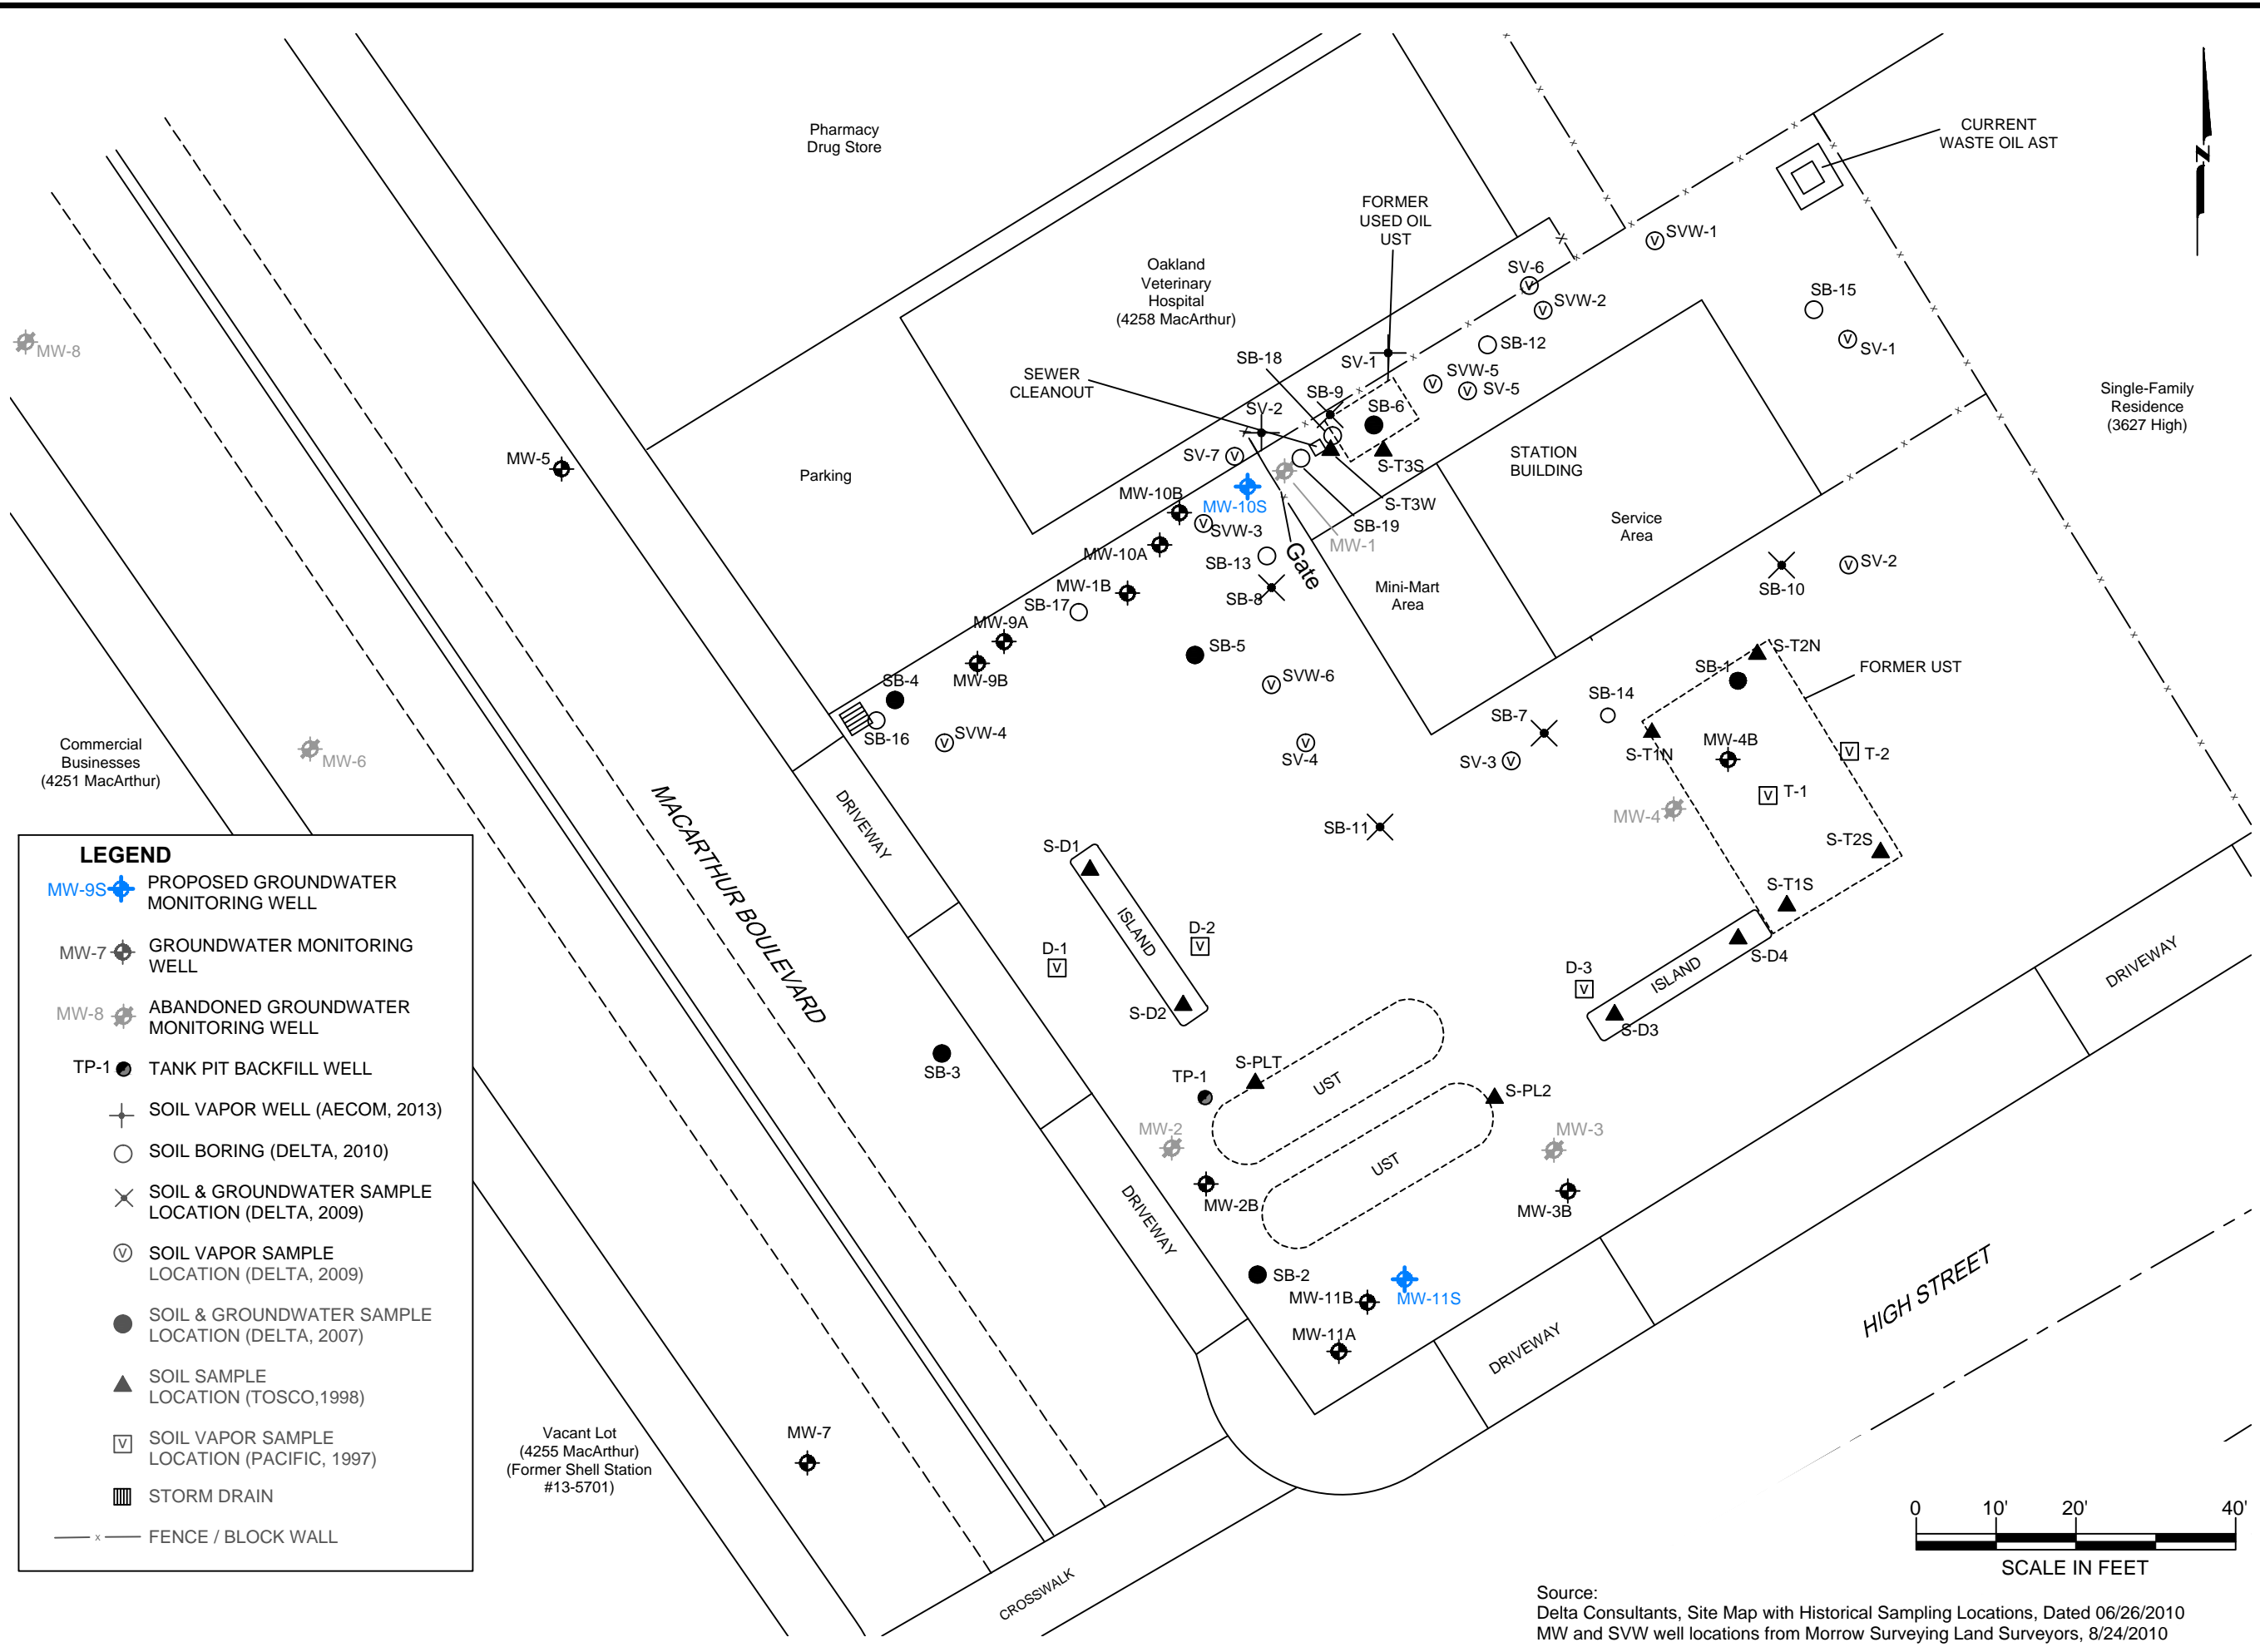 Pharmacy
Drug Store
CURRENT
WASTE OIL AST
N
FORMER
USED OIL
UST
SVW-1
Oakland
Veterinary
Hospital
(4258 MacArthur)
SV-6
SVW-2
SB-15
MW-8
SB-18
SV-1
SB-12
SV-1
SEWER
CLEANOUT
SVW-5
SV-5
SB-9
SB-6
SV-2
Single-Family
Residence
(3627 High)
MW-5
Parking
SV-7
S-T3S
STATION
BUILDING
MW-10B
MW-10S
S-T3W
SVW-3
SB-19
Service
Area
MW-10A
MW-1
SB-13
Gate
MW-1B
SB-8
Mini-Mart
Area
SB-10
SV-2
SB-17
MW-9A
SB-5
S-T2N
SB-1
FORMER UST
SB-4
MW-9B
SVW-6
SB-14
SB-16
SVW-4
SB-7
S-T1N
MW-4B
T-2
Commercial
Businesses
(4251 MacArthur)
MW-6
SV-4
SV-3
T-1
MACARTHUR BOULEVARD
DRIVEWAY
MW-4
SB-11
S-T2S
S-D1
S-T1S
ISLAND
D-1
D-2
S-D2
D-3
ISLAND
S-D4
S-D3
DRIVEWAY
SB-3
TP-1
S-PLT
UST
S-PL2
MW-2
MW-3
UST
MW-2B
MW-3B
DRIVEWAY
SB-2
MW-11B
MW-11S
MW-11A
DRIVEWAY
HIGH STREET
Vacant Lot
(4255 MacArthur)
(Former Shell Station
#13-5701)
MW-7
CROSSWALK
LEGEND
MW-9S PROPOSED GROUNDWATER
MONITORING WELL
MW-7 GROUNDWATER MONITORING
WELL
MW-8 ABANDONED GROUNDWATER
MONITORING WELL
TP-1 TANK PIT BACKFILL WELL
SOIL VAPOR WELL (AECOM, 2013)
SOIL BORING (DELTA, 2010)
SOIL & GROUNDWATER SAMPLE
LOCATION (DELTA, 2009)
V SOIL VAPOR SAMPLE
LOCATION (DELTA, 2009)
SOIL & GROUNDWATER SAMPLE
LOCATION (DELTA, 2007)
SOIL SAMPLE
LOCATION (TOSCO,1998)
V SOIL VAPOR SAMPLE
LOCATION (PACIFIC, 1997)
STORM DRAIN
x FENCE / BLOCK WALL
0 10' 20' 40'
SCALE IN FEET
Source:
Delta Consultants, Site Map with Historical Sampling Locations, Dated 06/26/2010
MW and SVW well locations from Morrow Surveying Land Surveyors, 8/24/2010